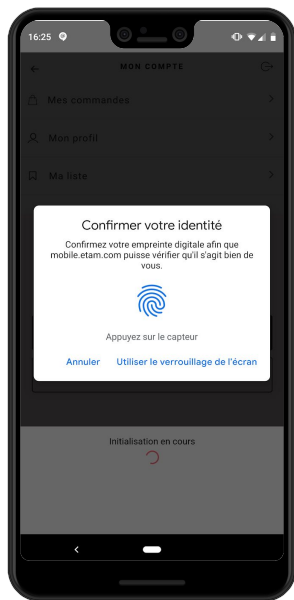 16:25
MON COMPTE
Mes commandes
Mon profil
Ma liste
Confirmer votre identité
Confirmez votre empreinte digitale afin que
mobile.etam.com puisse vérifier qu'il s'agit bien de
vous.
Appuyez sur le capteur
Annuler Utiliser le verrouillage de l'écran
Initialisation en cours